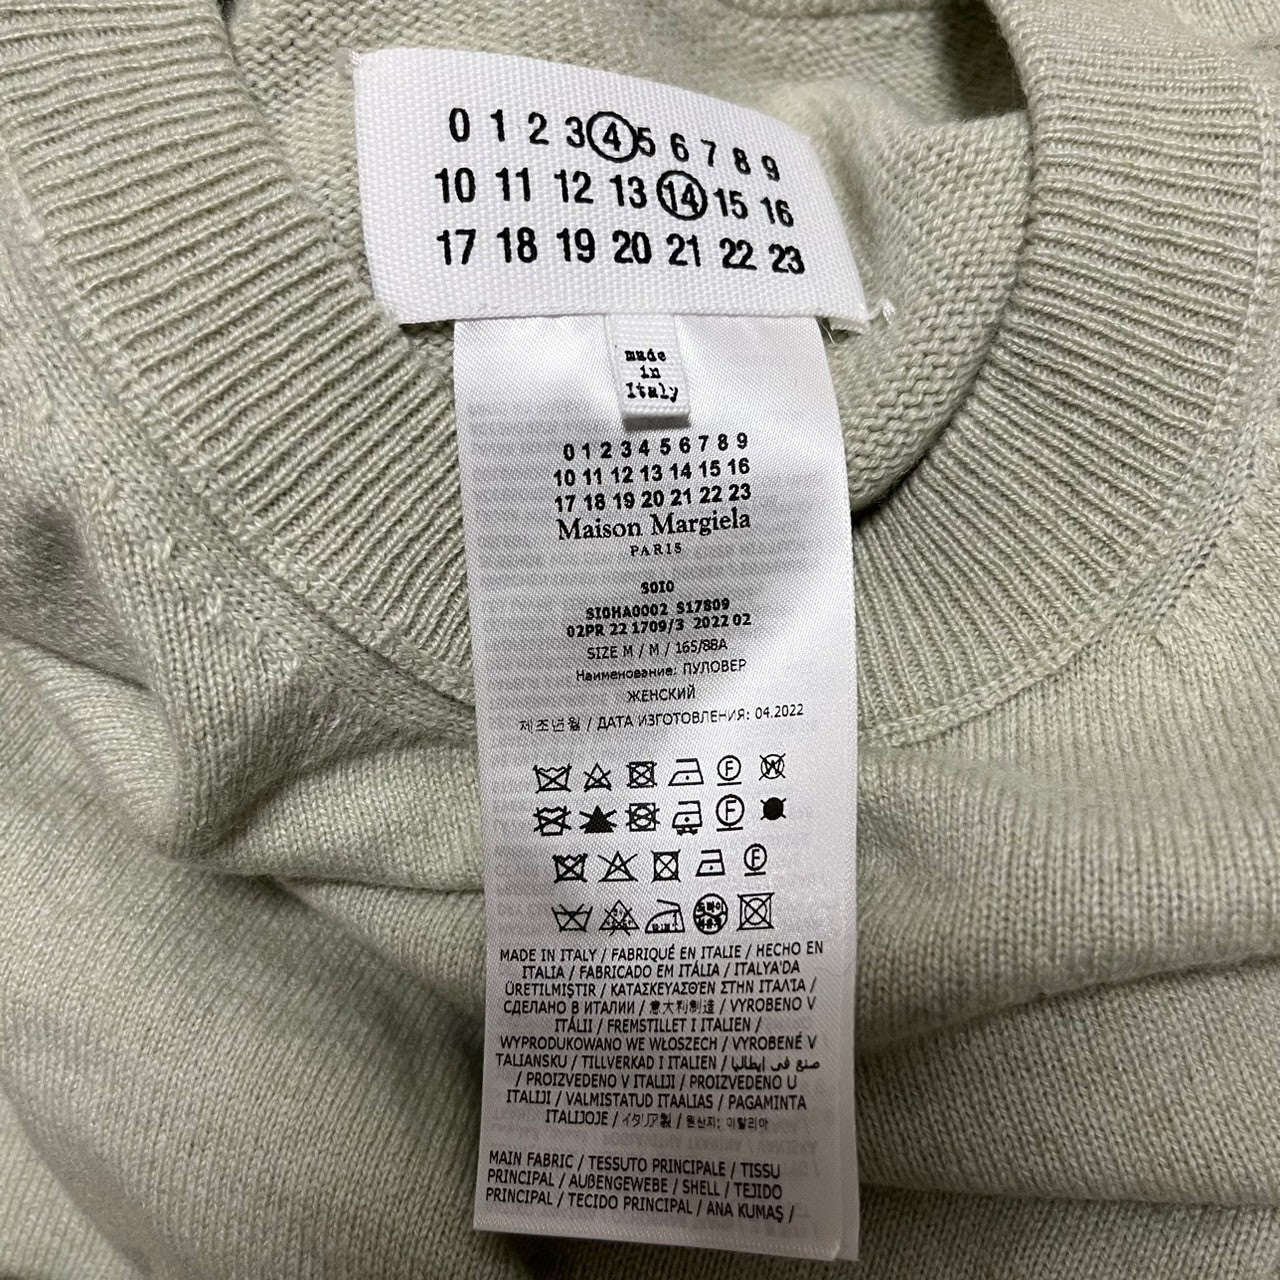 0 1 2 3 4 5 6 7 8 9
10 11 12 13 14 15 16
17 18 19 20 21 22 23
made
in
Italy
0 1 2 3 4 5 6 7 8 9
10 11 12 13 14 15 16
17 18 19 20 21 22 23
Maison Margiela
PARIS
S0IG
SI0HA0002 S17809
02PR 22 1709/3 2022 02
SIZE M / M / 165/88A
Наименование: ПУЛОВЕР
ЖЕНСКИЙ
제조년월 / ДАТА ИЗГОТОВЛЕНИЯ: 04.2022
F W
F
F
드라이
MADE IN ITALY / FABRIQUÉ EN ITALIE / HECHO EN
ITALIA / FABRICADO EM ITÁLIA / ITALYA'DA
ÜRETILMIŞTIR / ΚΑΤΑΣΚΕΥΑΣΘΕΝ ΣΤΗΝ ΙΤΑΛΊΑ /
СДЕЛАНО В ИТАЛИИ / 意大利制造 / VYROBENO V
ITÁLII / FREMSTILLET I ITALIEN /
WYPRODUKOWANO WE WŁOSZECH / VYROBENÉ V
TALIANSKU / TILLVERKAD I ITALIEN / صنع في إيطاليا
/ PROIZVEDENO V ITALIJI / PROIZVEDENO U
ITALIJI / VALMISTATUD ITAALIAS / PAGAMINTA
ITALIJOJE / イタリア製 / 원산지: 이탈리아
MAIN FABRIC / TESSUTO PRINCIPALE / TISSU
PRINCIPAL / AUßENGEWEBE / SHELL / TEJIDO
PRINCIPAL / TECIDO PRINCIPAL / ANA KUMAŞ /